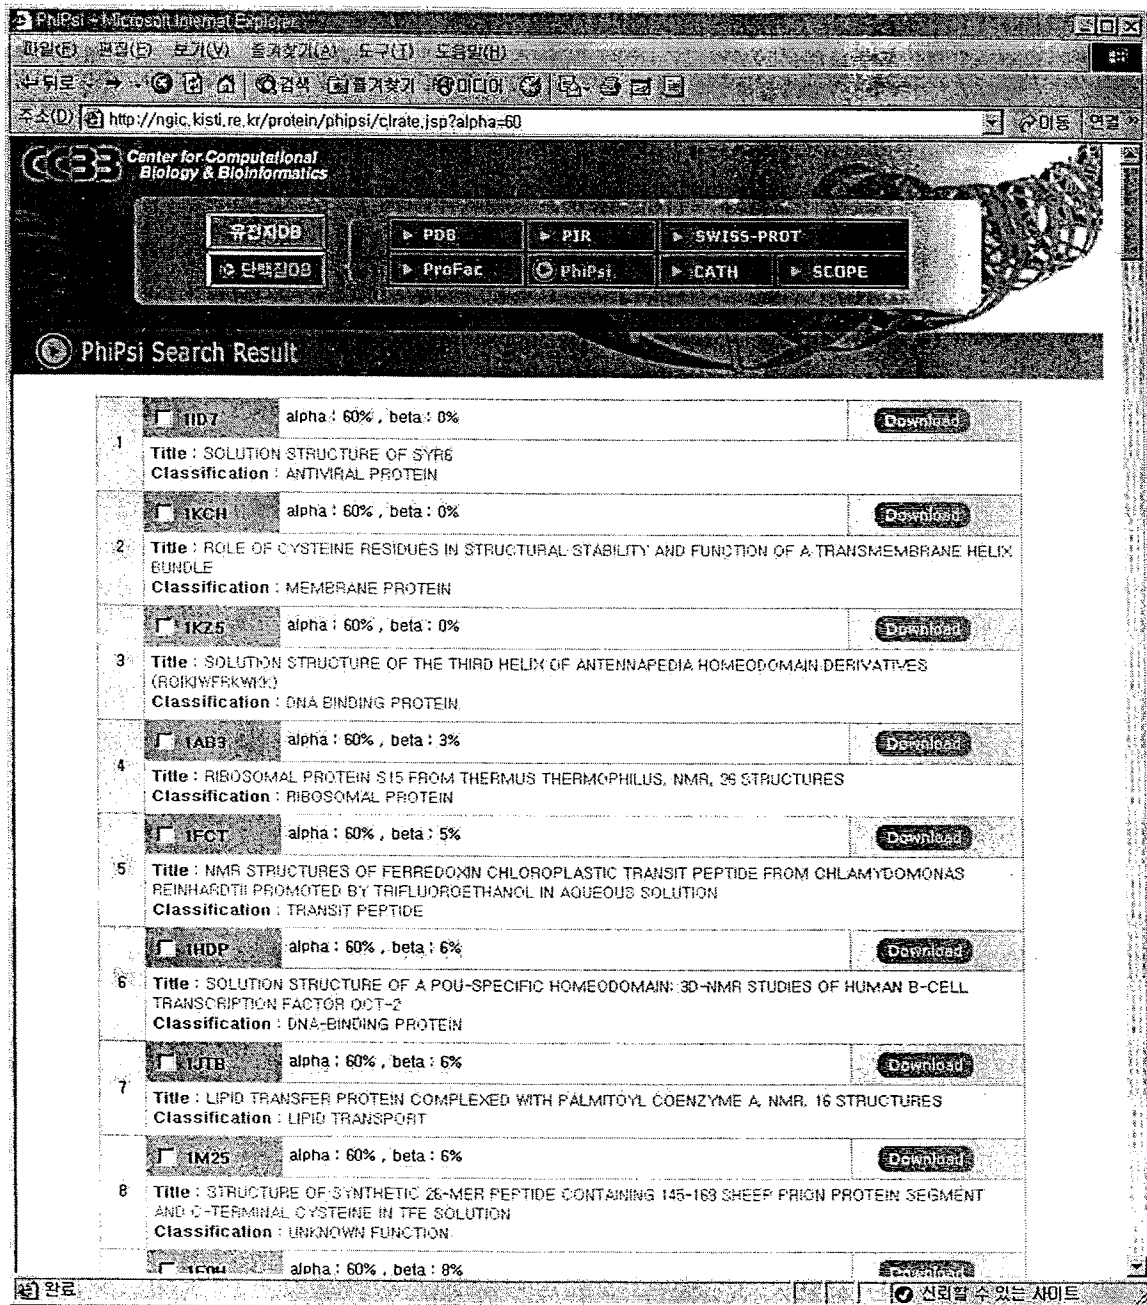 PhiPsi - Microsoft Internet Explorer
파일(F) 편집(E) 보기(V) 즐겨찾기(A) 도구(T) 도움말(H)
뒤로 검색 즐겨찾기 미디어
주소(D) http://ngic.kisti.re.kr/protein/phipsi/clrate.jsp?alpha=60 이동 연결 »
CCBB Center for Computational
Biology & Bioinformatics
유전자DB PDB PIR SWISS-PROT
단백질DB ProFac PhiPsi CATH SCOPE
PhiPsi Search Result
1 1ID7 alpha : 60% , beta : 0% Download
Title : SOLUTION STRUCTURE OF SYR6
Classification : ANTIVIRAL PROTEIN
1KCH alpha : 60% , beta : 0% Download
2 Title : ROLE OF CYSTEINE RESIDUES IN STRUCTURAL STABILITY AND FUNCTION OF A TRANSMEMBRANE HELIX
BUNDLE
Classification : MEMBRANE PROTEIN
1KZ5 alpha : 60% , beta : 0% Download
3 Title : SOLUTION STRUCTURE OF THE THIRD HELIX OF ANTENNAPEDIA HOMEODOMAIN DERIVATIVES
Classification : DNA BINDING PROTEIN
1AB3 alpha : 60% , beta : 3% Download
4 Title : RIBOSOMAL PROTEIN S15 FROM THERMUS THERMOPHILUS, NMR, 26 STRUCTURES
Classification : RIBOSOMAL PROTEIN
1FCT alpha : 60% , beta : 5% Download
5 Title : NMR STRUCTURES OF FERREDOXIN CHLOROPLASTIC TRANSIT PEPTIDE FROM CHLAMYDOMONAS
REINHARDTII PROMOTED BY TRIFLUOROETHANOL IN AQUEOUS SOLUTION
Classification : TRANSIT PEPTIDE
1HDP alpha : 60% , beta : 6% Download
6 Title : SOLUTION STRUCTURE OF A POU-SPECIFIC HOMEODOMAIN: 3D-NMR STUDIES OF HUMAN B-CELL
TRANSCRIPTION FACTOR OCT-2
Classification : DNA-BINDING PROTEIN
1JTB alpha : 60% , beta : 6% Download
7 Title : LIPID TRANSFER PROTEIN COMPLEXED WITH PALMITOYL COENZYME A, NMR, 16 STRUCTURES
Classification : LIPID TRANSPORT
1M25 alpha : 60% , beta : 6% Download
8 Title : STRUCTURE OF SYNTHETIC 26-MER PEPTIDE CONTAINING 145-169 SHEEP PRION PROTEIN SEGMENT
AND C-TERMINAL CYSTEINE IN TFE SOLUTION
Classification : UNKNOWN FUNCTION
alpha : 60% , beta : 8% Download
완료 신뢰할 수 있는 사이트